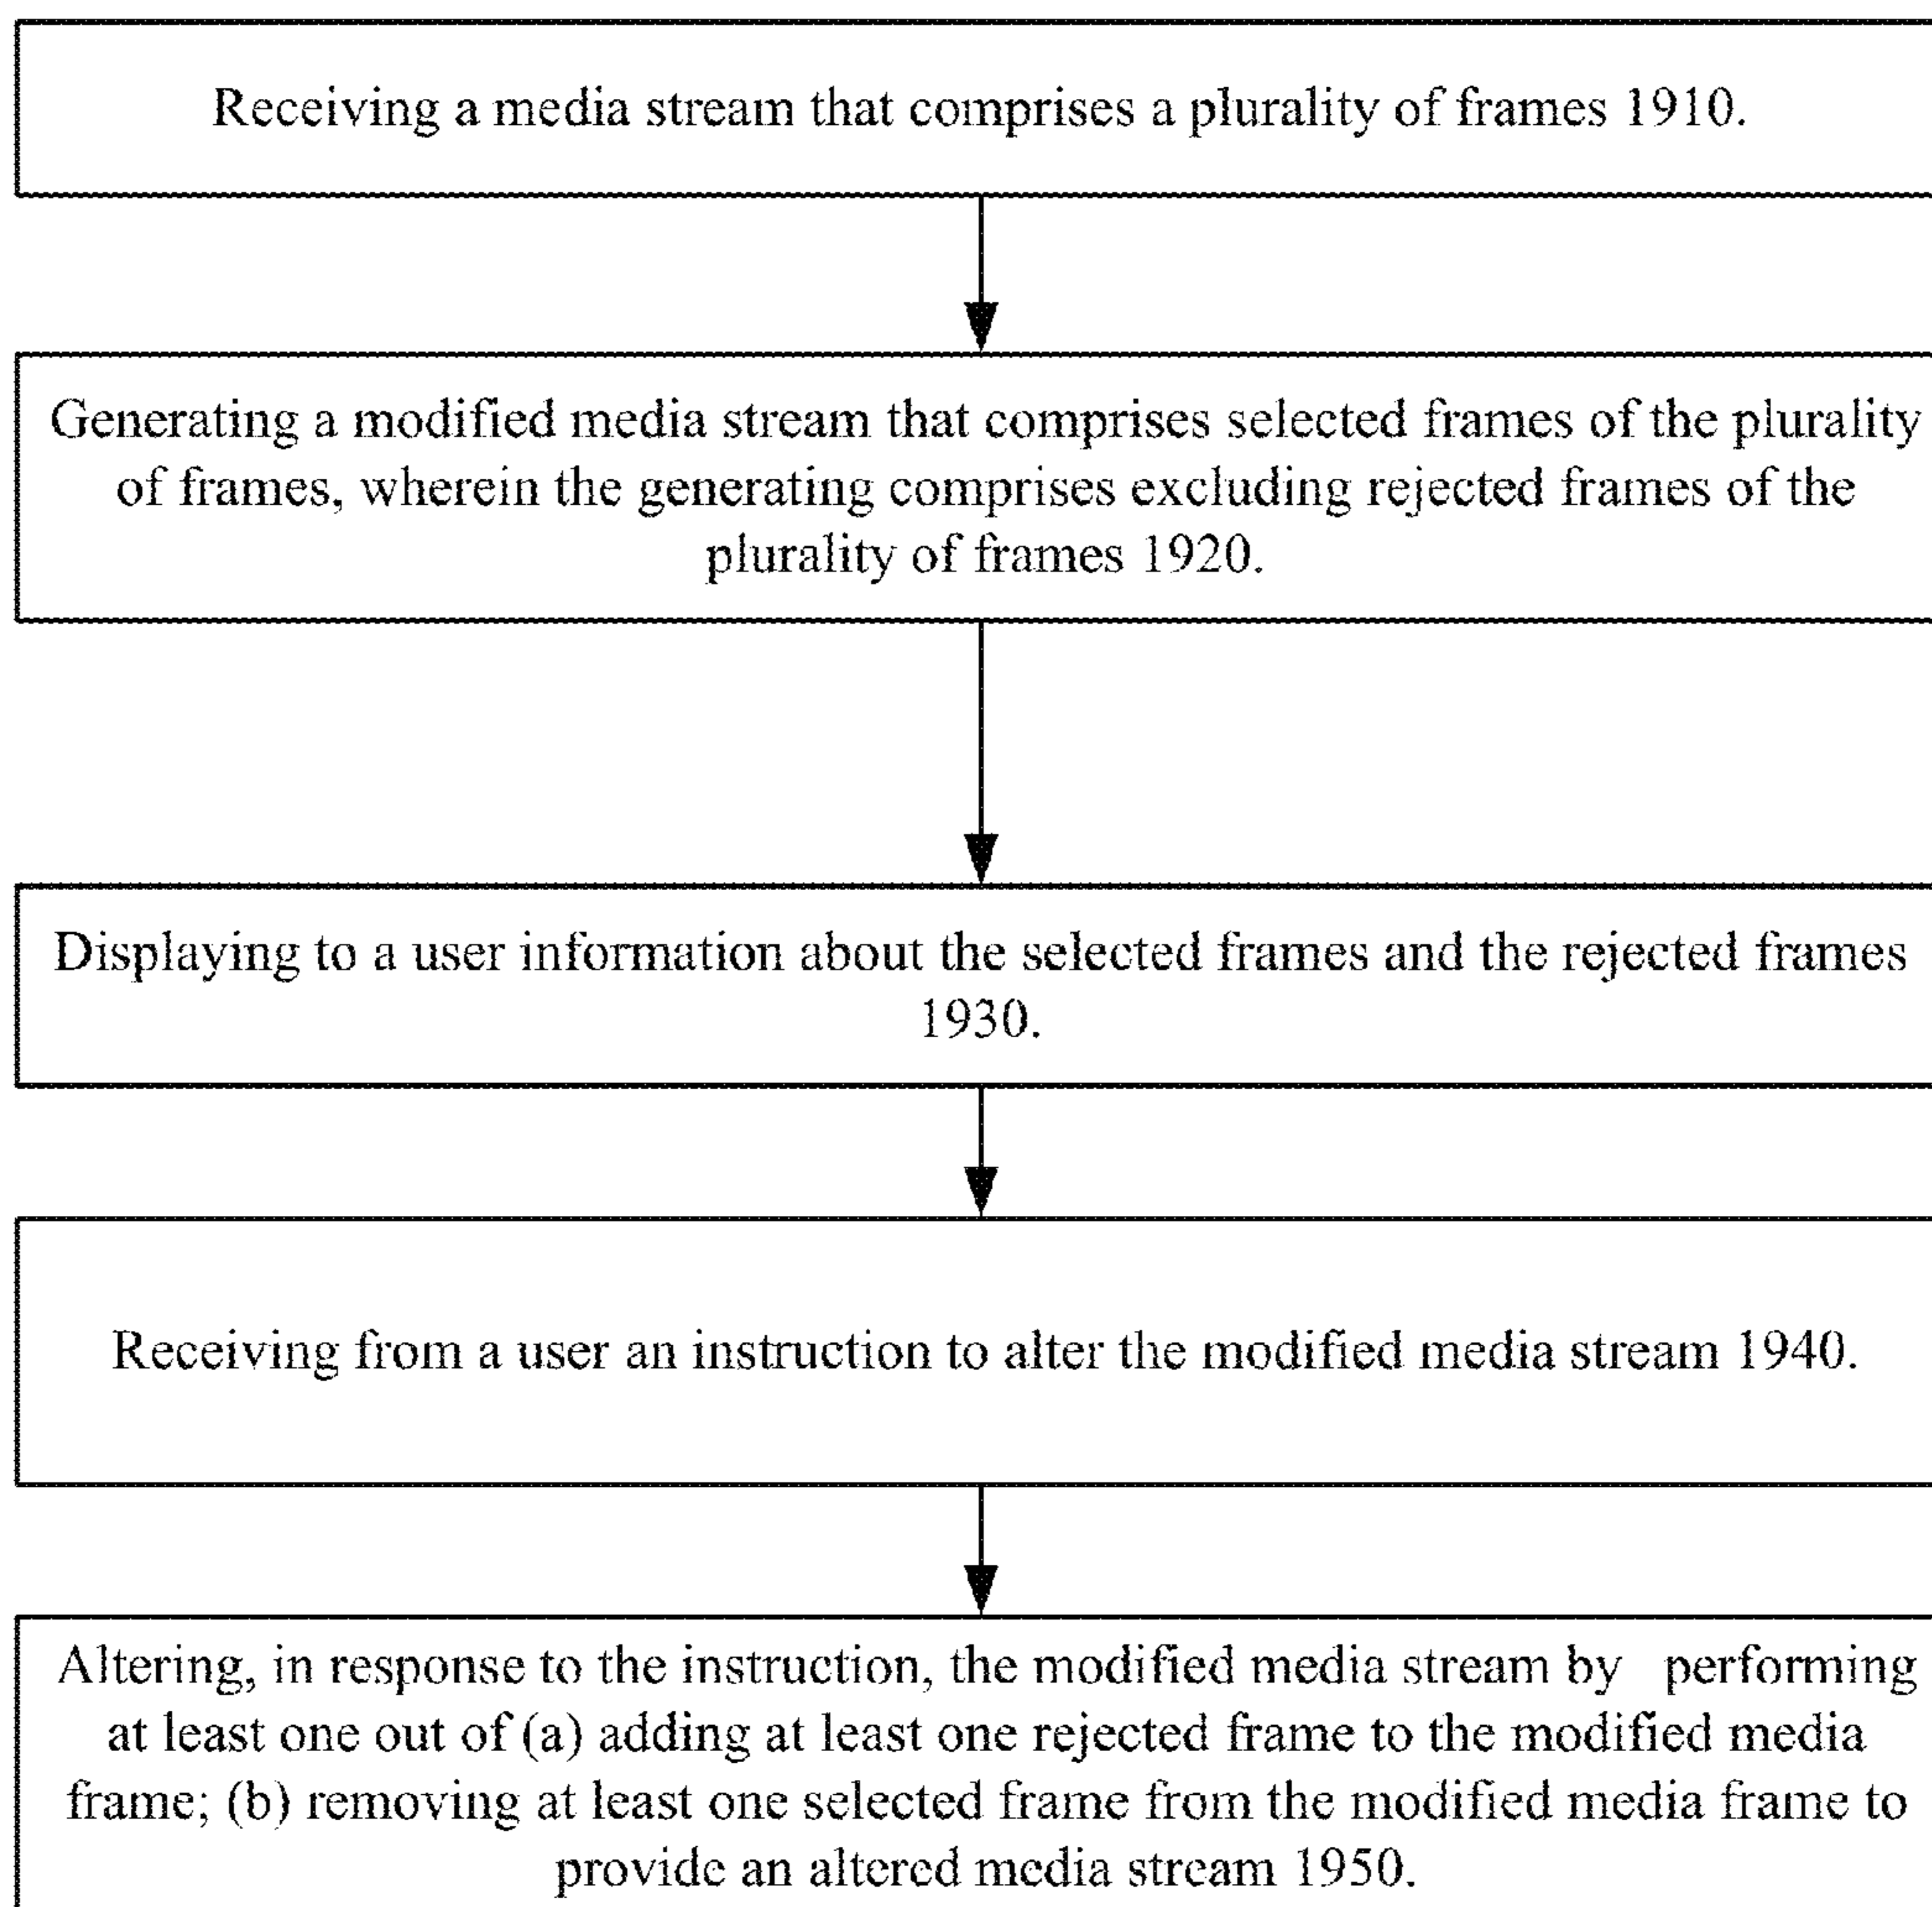 Receiving a media stream that comprises a plurality of frames 1910.
Generating a modified media stream that comprises selected frames of the plurality
of frames, wherein the generating comprises excluding rejected frames of the
plurality of frames 1920.
Displaying to a user information about the selected frames and the rejected frames
1930.
Receiving from a user an instruction to alter the modified media stream 1940.
Altering, in response to the instruction, the modified media stream by performing
at least one out of (a) adding at least one rejected frame to the modified media
frame; (b) removing at least one selected frame from the modified media frame to
provide an altered media stream 1950.